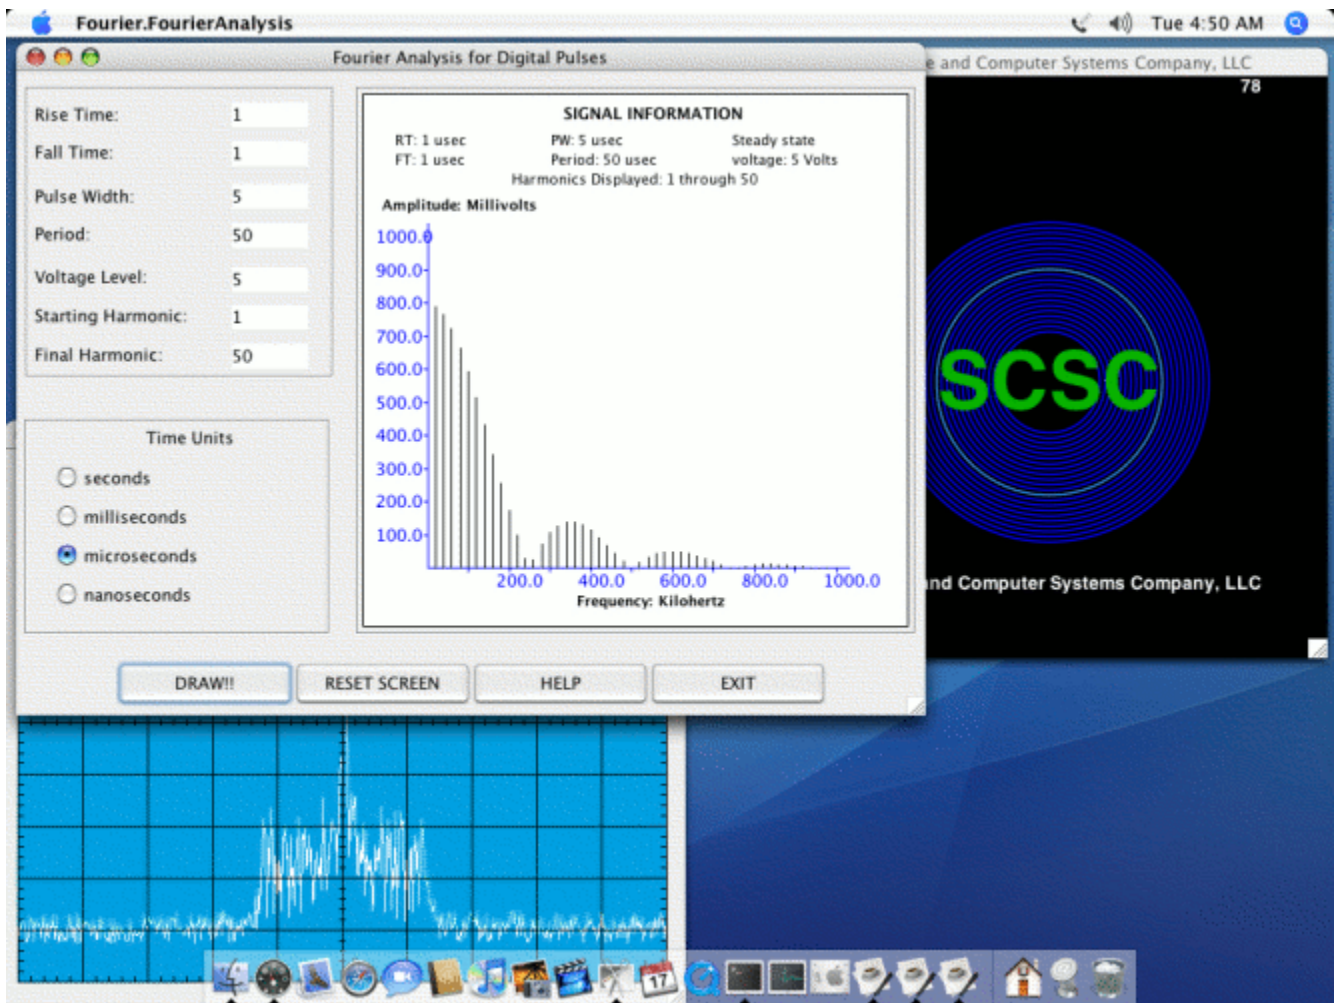 Fourier.FourierAnalysis
Tue 4:50 AM
Fourier Analysis for Digital Pulses
e and Computer Systems Company, LLC
78
Rise Time: 1
Fall Time: 1
Pulse Width: 5
Period: 50
Voltage Level: 5
Starting Harmonic: 1
Final Harmonic: 50
Time Units
seconds
milliseconds
microseconds
nanoseconds
SIGNAL INFORMATION
RT: 1 usec PW: 5 usec Steady state
FT: 1 usec Period: 50 usec voltage: 5 Volts
Harmonics Displayed: 1 through 50
Amplitude: Millivolts
1000.0
900.0
800.0
700.0
600.0
500.0
400.0
300.0
200.0
100.0
200.0 400.0 600.0 800.0 1000.0
Frequency: Kilohertz
DRAW!! RESET SCREEN HELP EXIT
SCSC
and Computer Systems Company, LLC
17